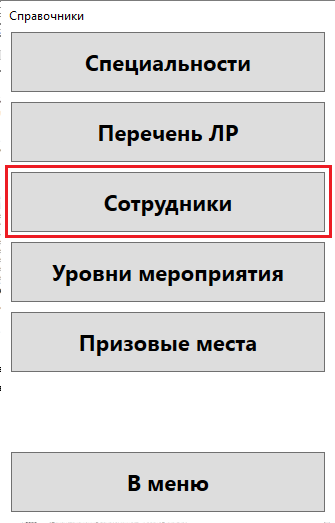 Справочники
Специальности
Перечень ЛР
Сотрудники
Уровни мероприятия
Призовые места
В меню